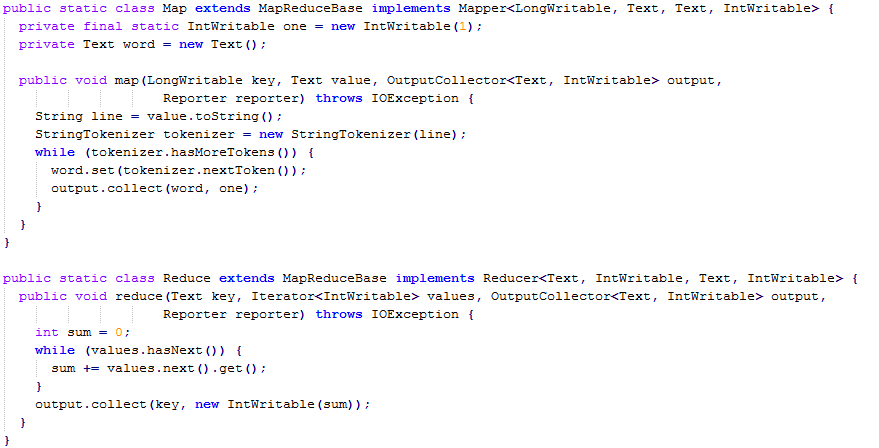 public static class Map extends MapReduceBase implements Mapper<LongWritable, Text, Text, IntWritable> {
  private final static IntWritable one = new IntWritable(1);
  private Text word = new Text();

  public void map(LongWritable key, Text value, OutputCollector<Text, IntWritable> output,
                    Reporter reporter) throws IOException {
    String line = value.toString();
    StringTokenizer tokenizer = new StringTokenizer(line);
    while (tokenizer.hasMoreTokens()) {
      word.set(tokenizer.nextToken());
      output.collect(word, one);
    }
  }
}

public static class Reduce extends MapReduceBase implements Reducer<Text, IntWritable, Text, IntWritable> {
  public void reduce(Text key, Iterator<IntWritable> values, OutputCollector<Text, IntWritable> output,
                    Reporter reporter) throws IOException {
    int sum = 0;
    while (values.hasNext()) {
      sum += values.next().get();
    }
    output.collect(key, new IntWritable(sum));
  }
}